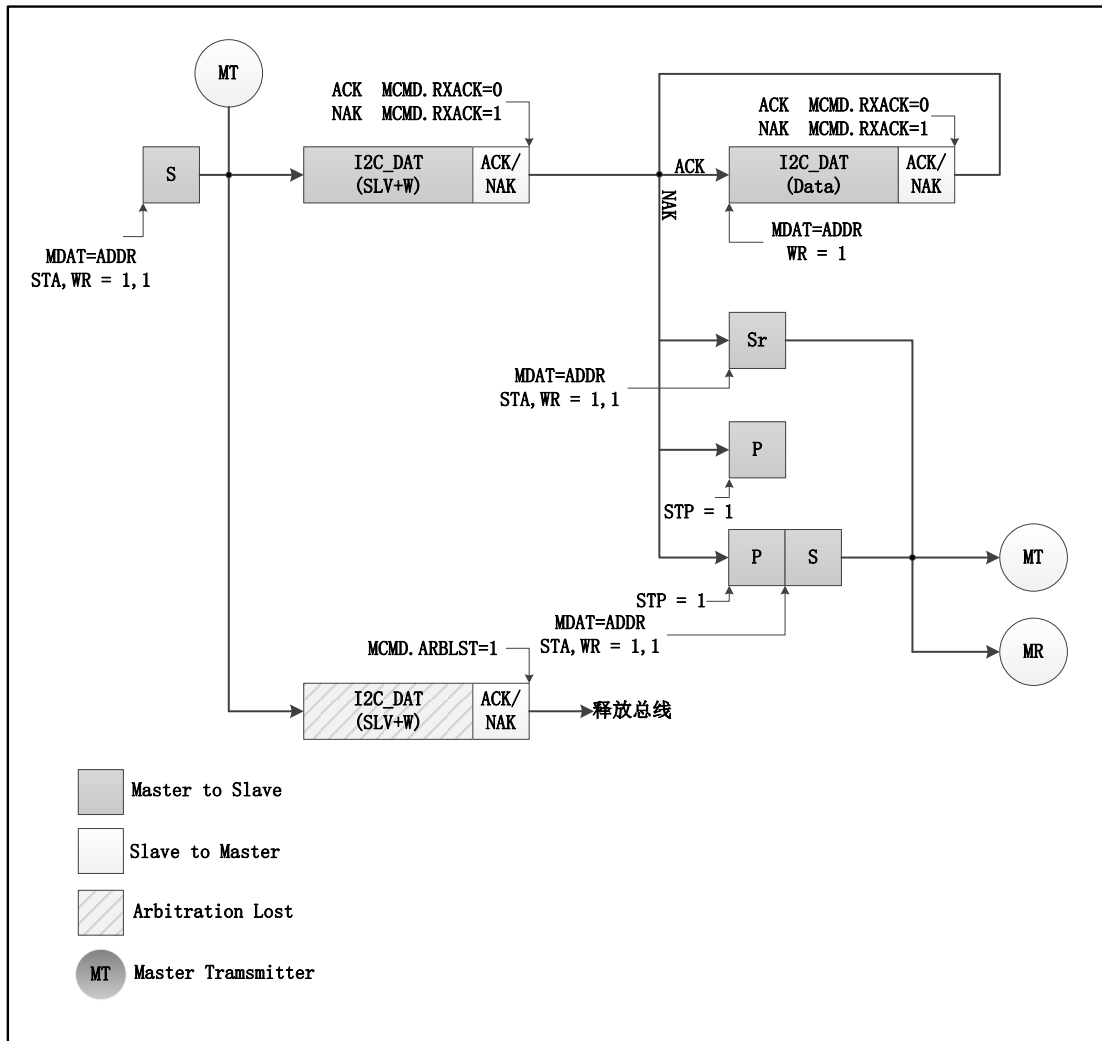 MT
ACK MCMD.RXACK=0
NAK MCMD.RXACK=1
ACK MCMD.RXACK=0
NAK MCMD.RXACK=1
S
I2C_DAT
(SLV+W)
ACK/
NAK
ACK
NAK
I2C_DAT
(Data)
ACK/
NAK
MDAT=ADDR
STA,WR = 1,1
MDAT=ADDR
WR = 1
Sr
MDAT=ADDR
STA,WR = 1,1
P
STP = 1
P
S
MT
STP = 1
MDAT=ADDR
STA,WR = 1,1
MR
MCMD.ARBLST=1
I2C_DAT
(SLV+W)
ACK/
NAK
释放总线
Master to Slave
Slave to Master
Arbitration Lost
MT
Master Tramsmitter